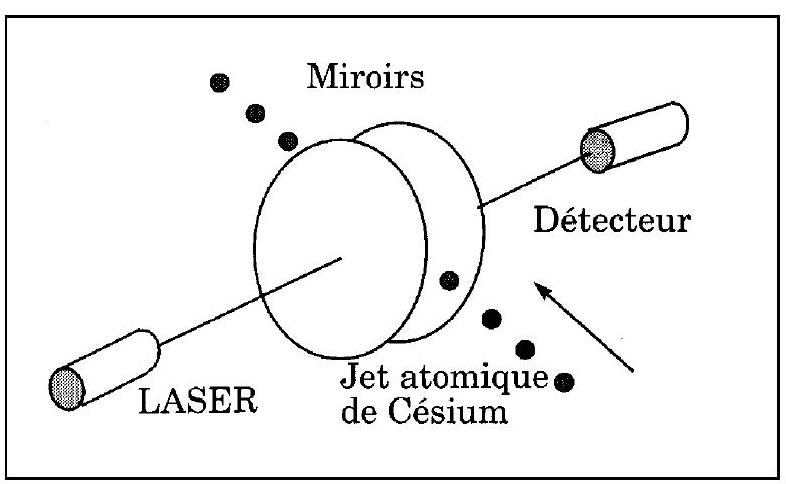 Miroirs
Détecteur
LASER
Jet atomique
de Césium